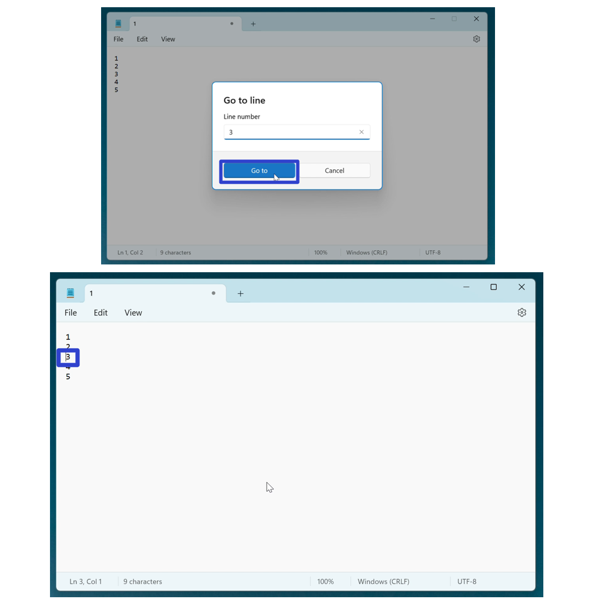 1
File Edit View
1
2
3
4
5
Go to line
Line number
3
Go to Cancel
Ln 1, Col 2 9 characters 100% Windows (CRLF) UTF-8
1
File Edit View
1
2
3
4
5
Ln 3, Col 1 9 characters 100% Windows (CRLF) UTF-8